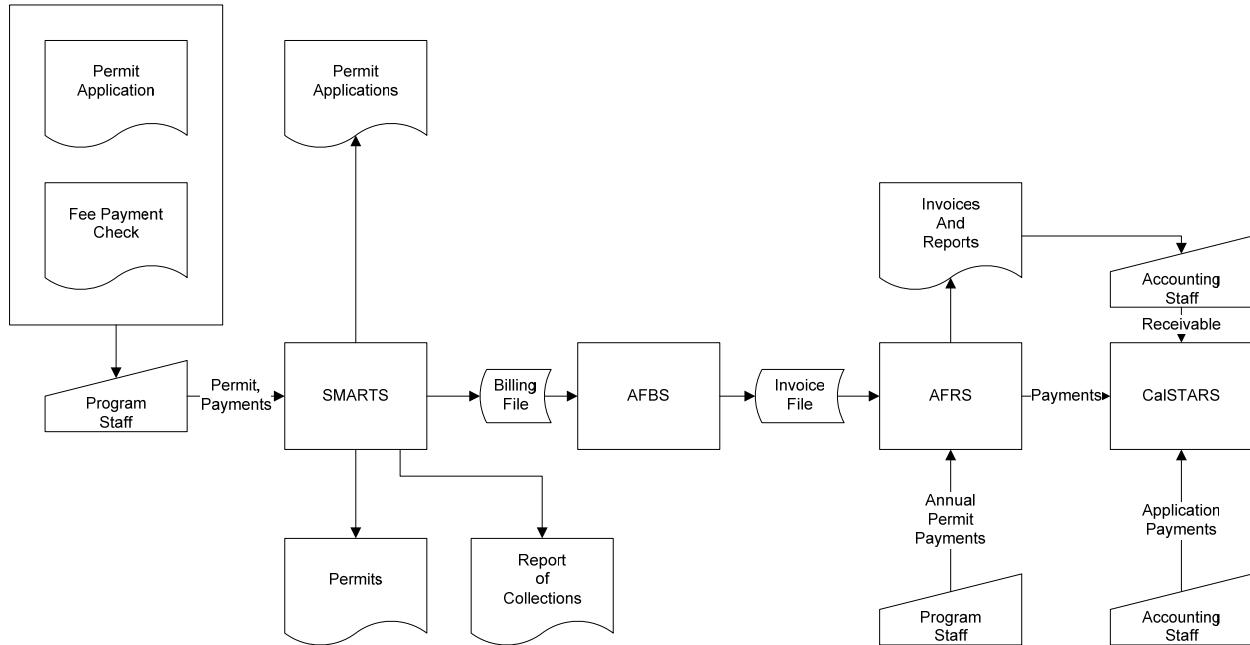 Permit
Application
Permit
Applications
Fee Payment
Check
Invoices
And
Reports
Accounting
Staff
Receivable
Program
Staff
Permit,
Payments
SMARTS
Billing
File
AFBS
Invoice
File
AFRS
Payments
CalSTARS
Annual
Permit
Payments
Application
Payments
Permits
Report
of
Collections
Program
Staff
Accounting
Staff